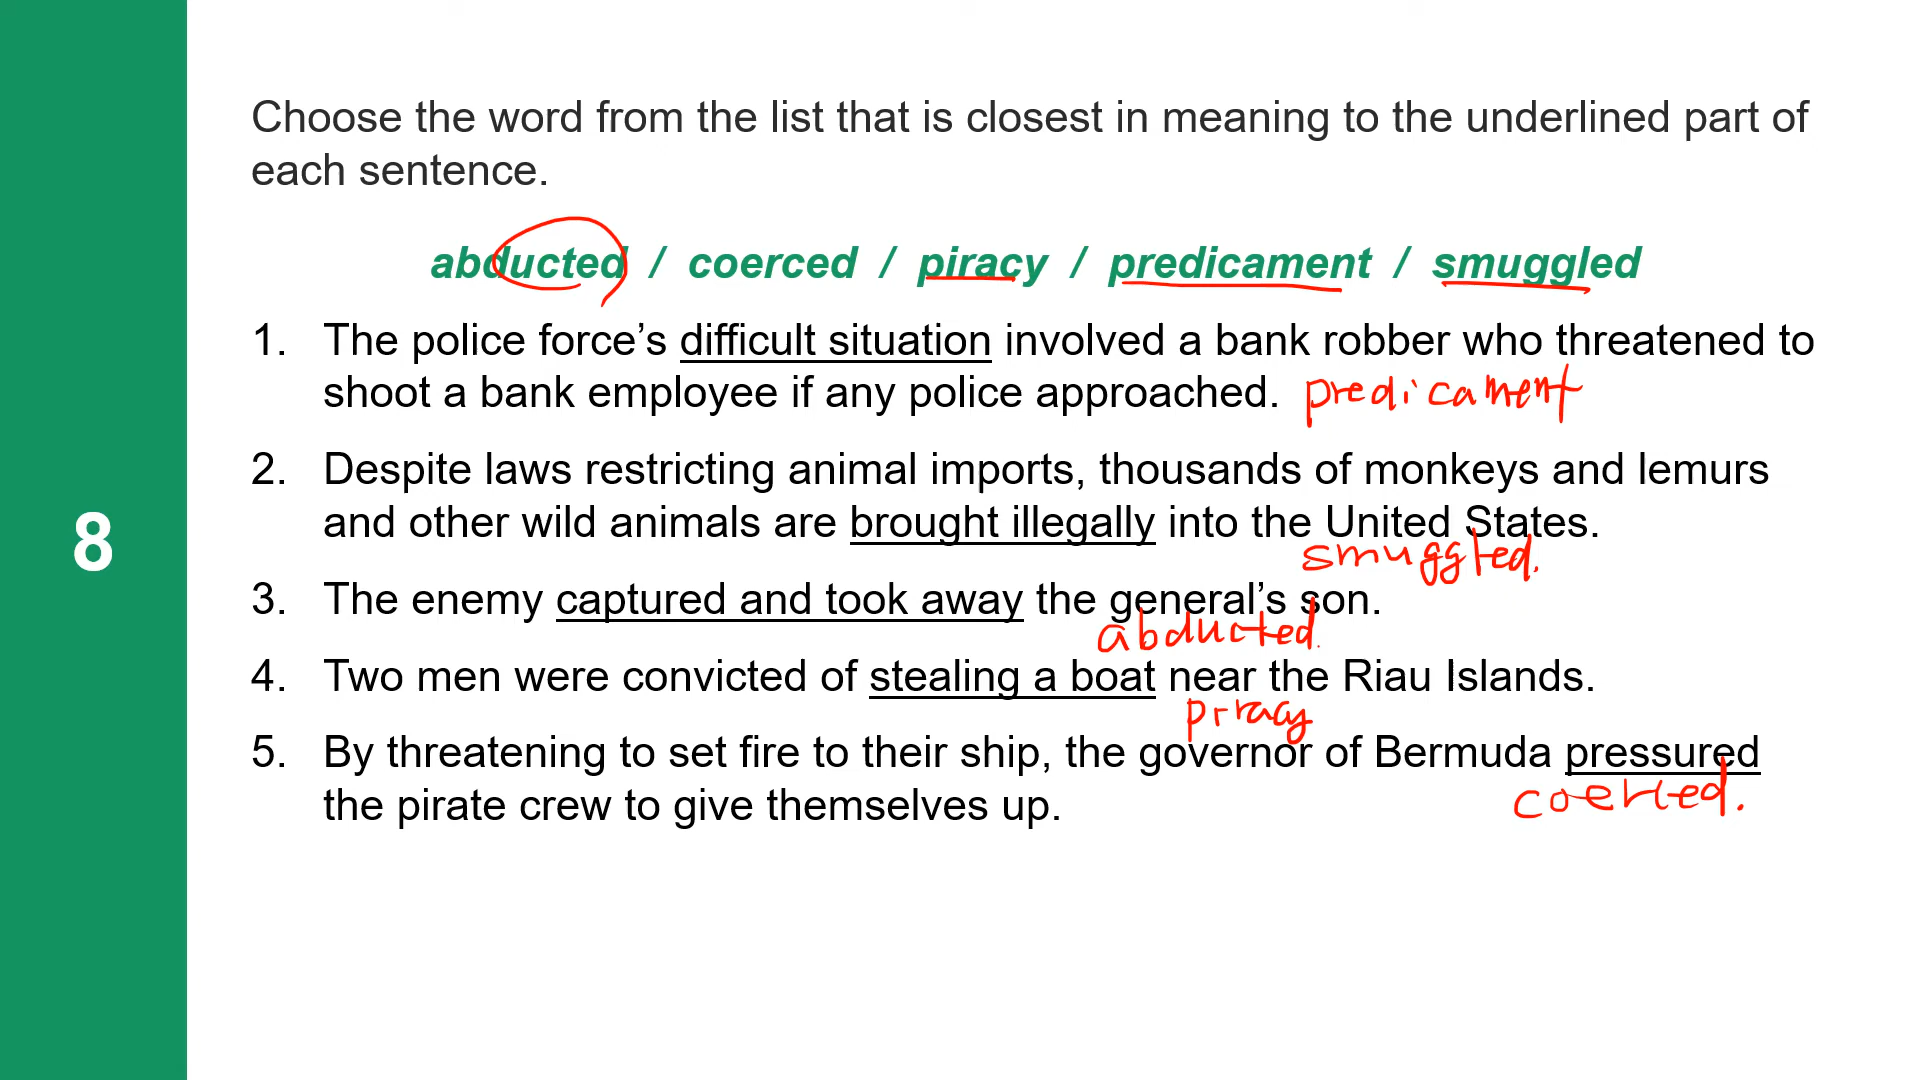 Choose the word from the list that is closest in meaning to the underlined part of
each sentence.
abducted / coerced / piracy / predicament / smuggled
1. The police force’s difficult situation involved a bank robber who threatened to
shoot a bank employee if any police approached. predicament
2. Despite laws restricting animal imports, thousands of monkeys and lemurs
and other wild animals are brought illegally into the United States.
smuggled.
8
3. The enemy captured and took away the general’s son.
abducted.
4. Two men were convicted of stealing a boat near the Riau Islands.
piracy
5. By threatening to set fire to their ship, the governor of Bermuda pressured
the pirate crew to give themselves up.
coerced.